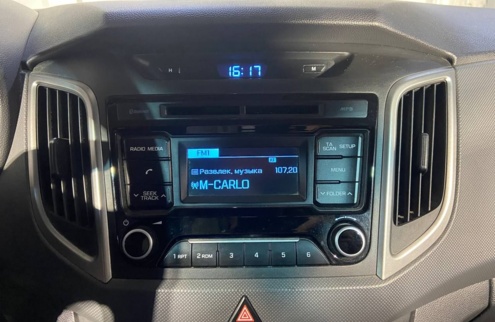 H M
16:17
RADIO MEDIA
TA
SCAN SETUP
FM1
Развлек. музыка 107,20
M-CARLO
MENU
SEEK
TRACK
FOLDER
1 RPT 2 RDM 3 4 5 6